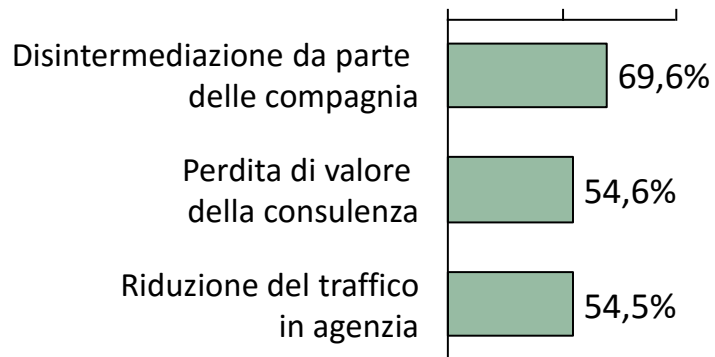 Disintermediazione da parte
delle compagnia
69,6%
Perdita di valore
della consulenza
54,6%
Riduzione del traffico
in agenzia
54,5%